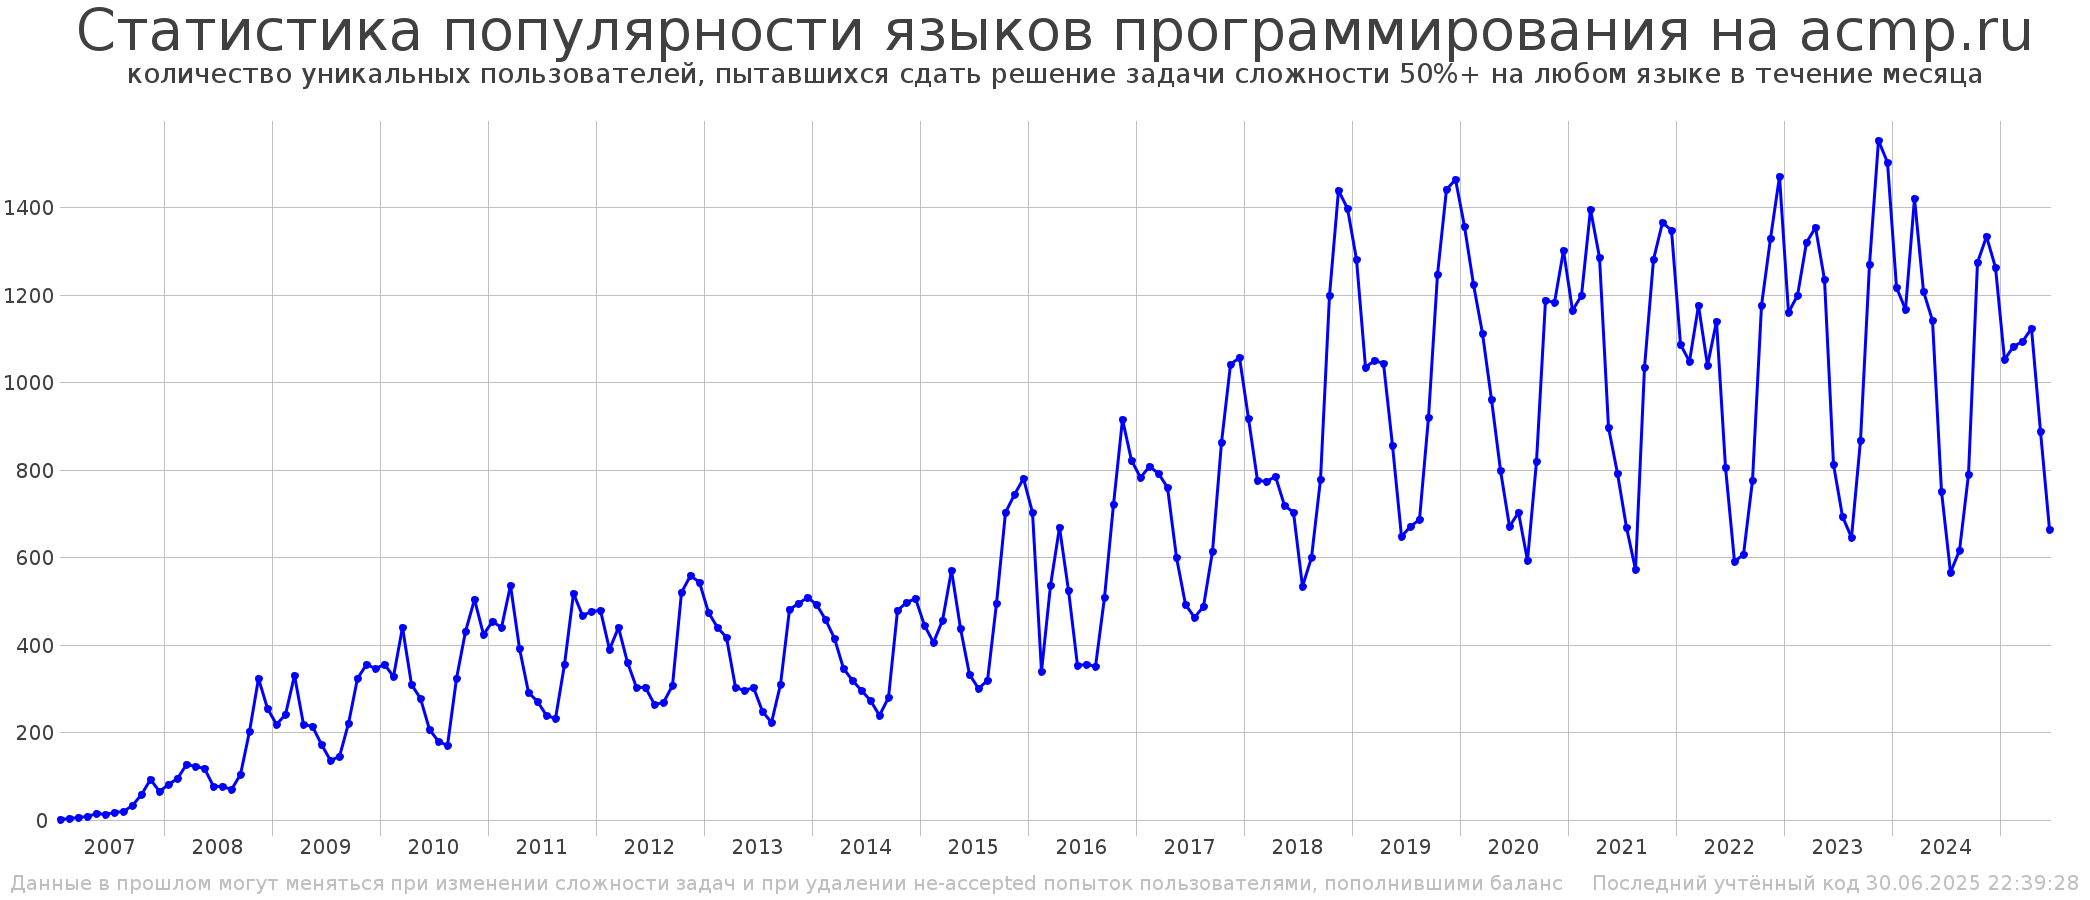 Статистика популярности языков программирования на acmp.ru
количество уникальных пользователей, пытавшихся сдать решение задачи сложности 50%+ на любом языке в течение месяца
1400
1200
1000
800
600
400
200
0
2007 2008 2009 2010 2011 2012 2013 2014 2015 2016 2017 2018 2019 2020 2021 2022 2023 2024
Данные в прошлом могут меняться при изменении сложности задач и при удалении не-accepted попыток пользователями, пополнившими баланс Последний учтённый код 30.06.2025 22:39:28